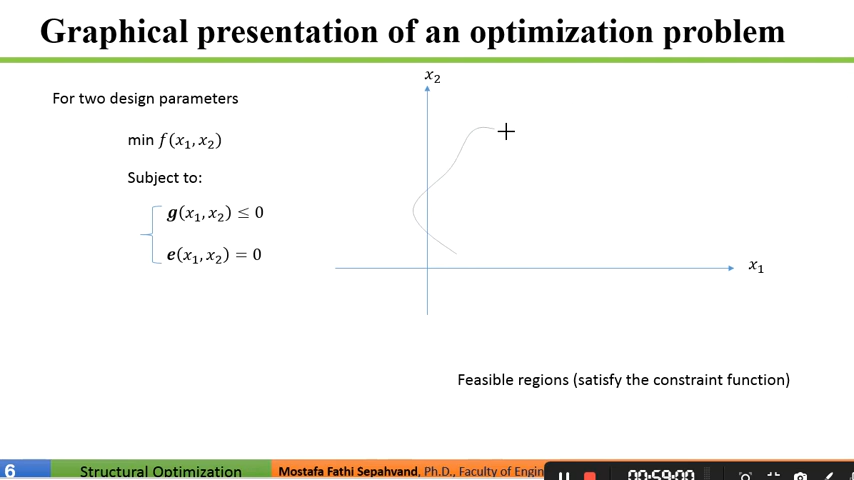 Graphical presentation of an optimization problem
For two design parameters
min f(x₁, x₂)
Subject to:
g(x₁, x₂) ≤ 0
e(x₁, x₂) = 0
x₂
x₁
Feasible regions (satisfy the constraint function)
6
Structural Optimization
Mostafa Fathi Sepahvand, Ph.D., Faculty of Engin
00:59:00